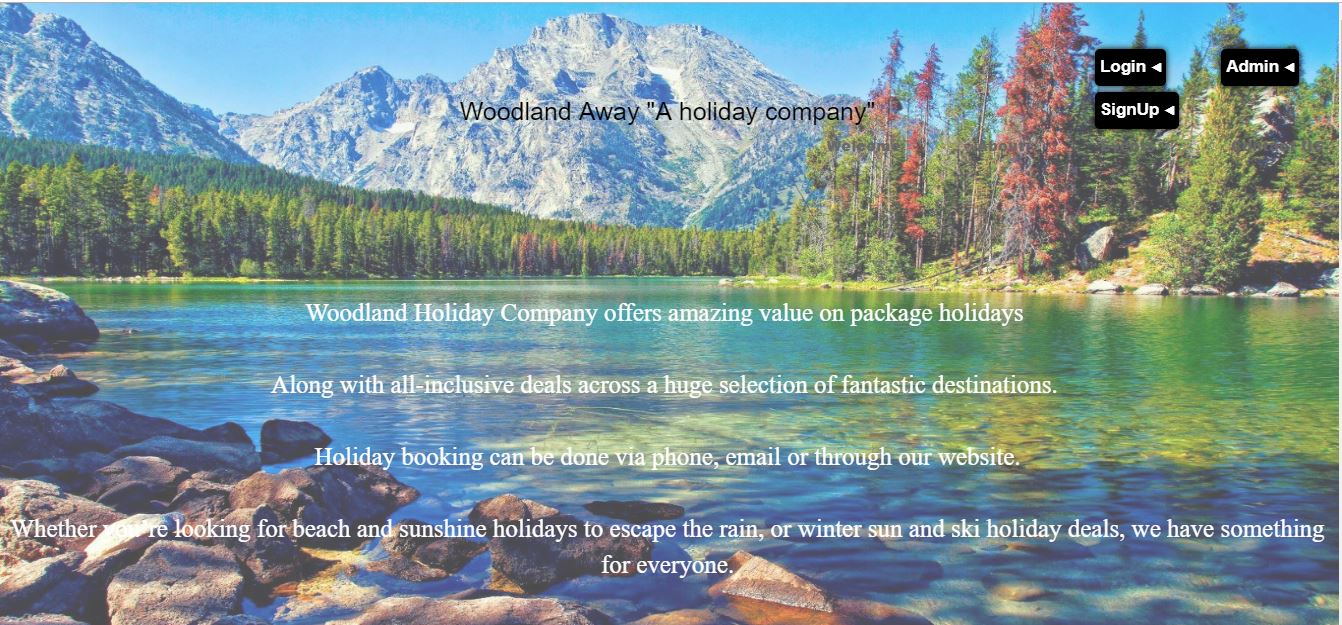 Login ◄
Admin ◄
Woodland Away "A holiday company"
SignUp ◄
Welcome
Woodland Holiday Company offers amazing value on package holidays
Along with all-inclusive deals across a huge selection of fantastic destinations.
Holiday booking can be done via phone, email or through our website.
Whether you're looking for beach and sunshine holidays to escape the rain, or winter sun and ski holiday deals, we have something
for everyone.